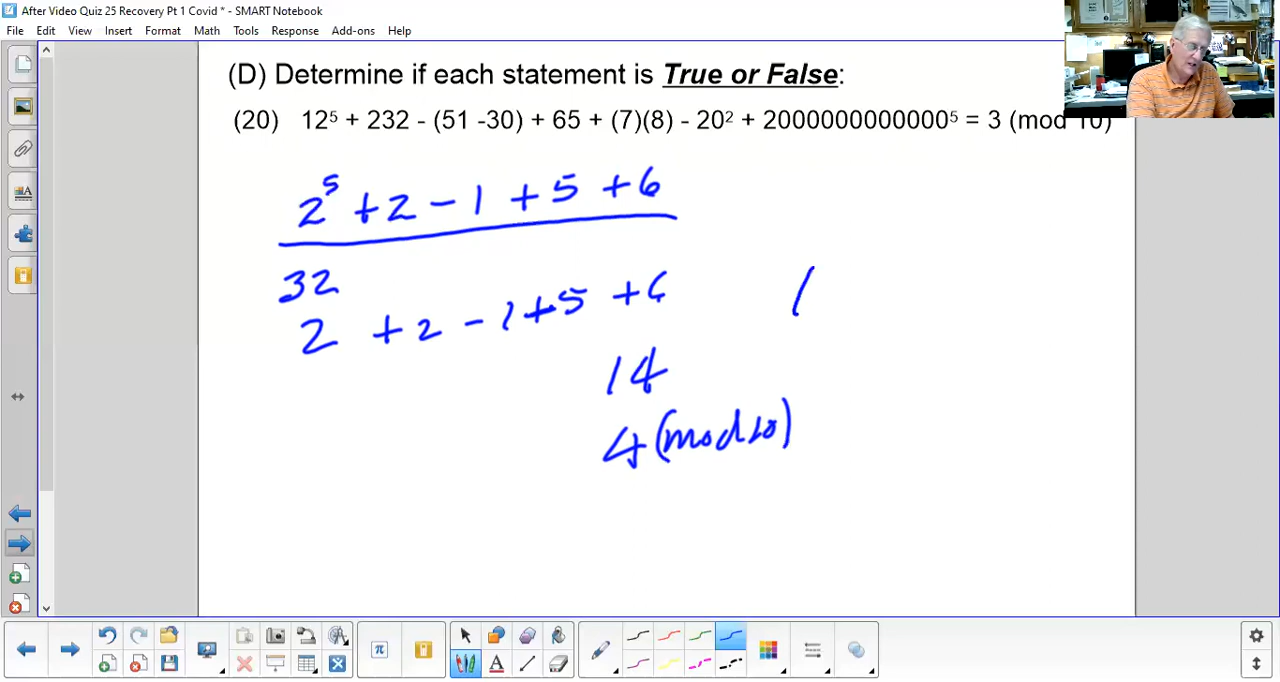 After Video Quiz 25 Recovery Pt 1 Covid * - SMART Notebook
File Edit View Insert Format Math Tools Response Add-ons Help
(D) Determine if each statement is True or False:
(20) 12⁵ + 232 - (51 -30) + 65 + (7)(8) - 20² + 2000000000000⁵ = 3 (mod 10)
2⁵ + 2 - 1 + 5 + 6
32
2 + 2 - 1 + 5 + 6
14
4 (mod 10)